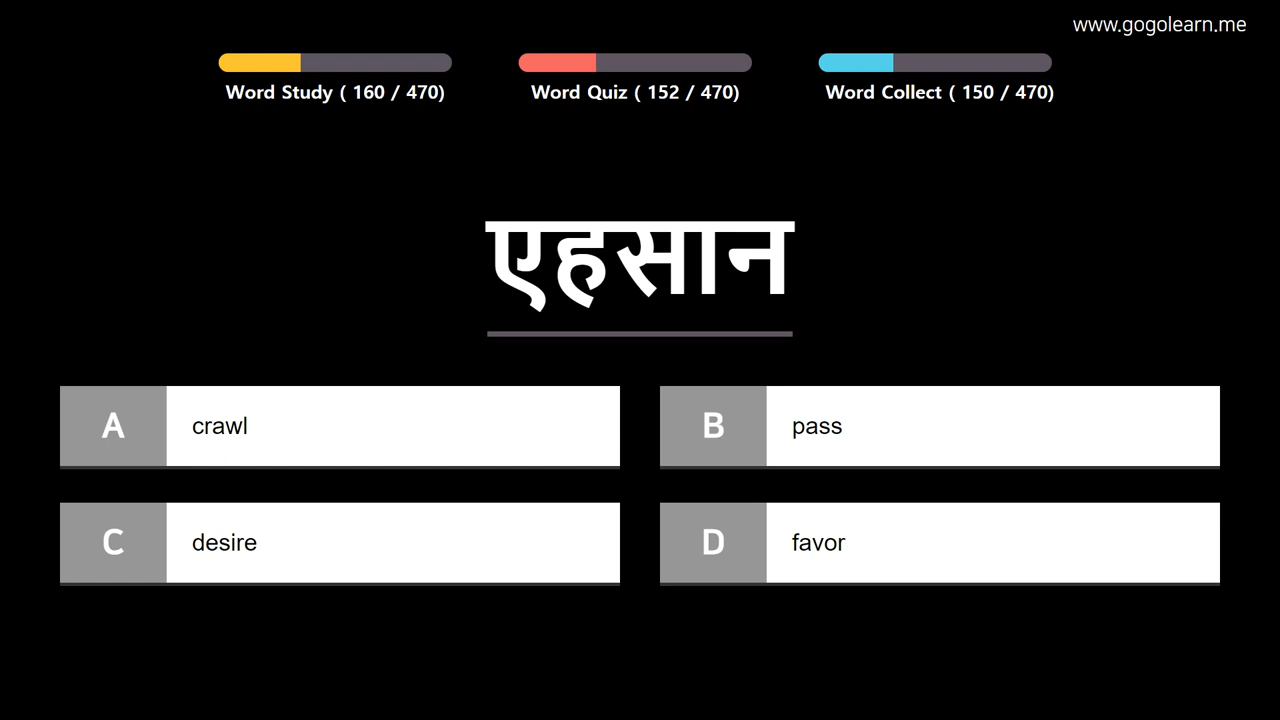 www.gogolearn.me
Word Study ( 160 / 470)
Word Quiz ( 152 / 470)
Word Collect ( 150 / 470)
एहसान
A crawl
B pass
C desire
D favor